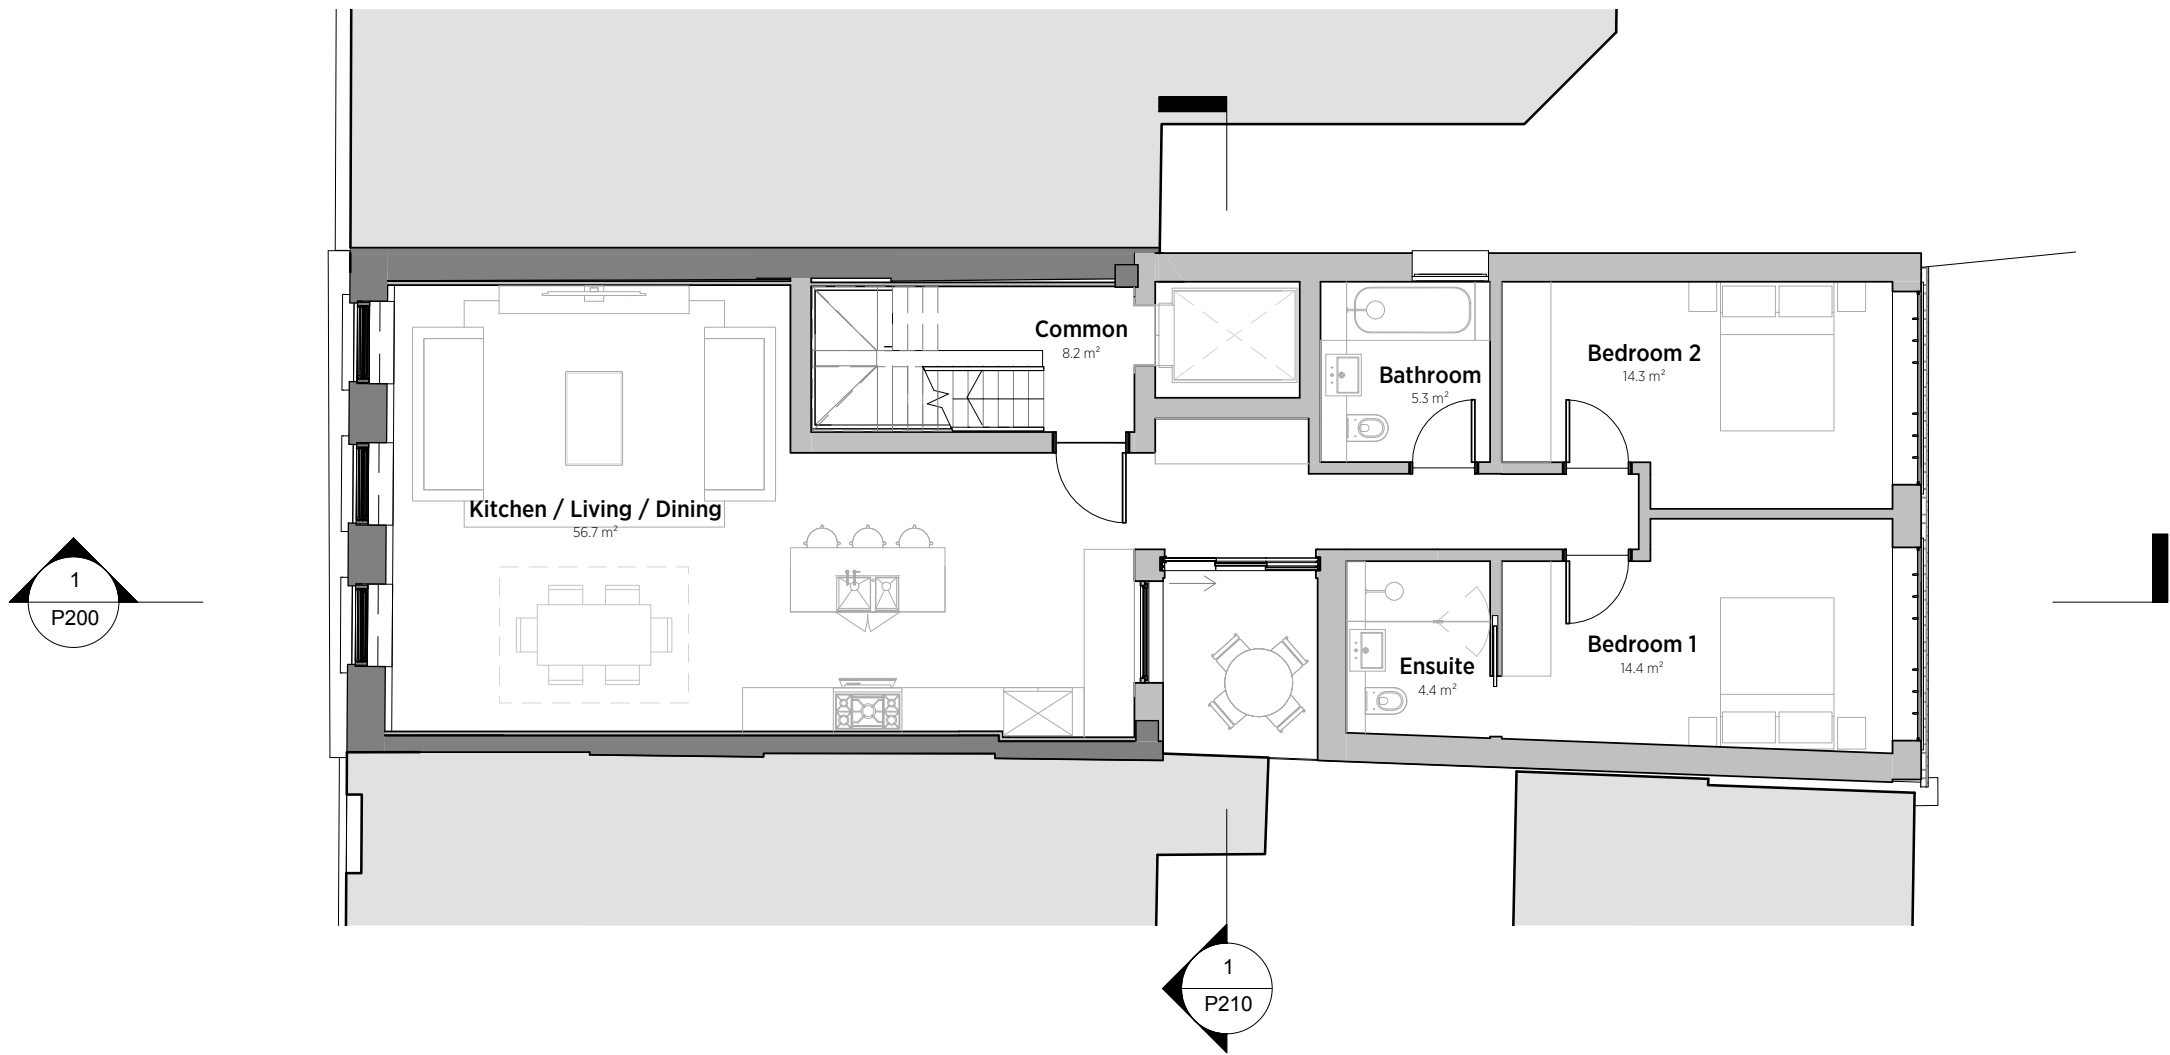 Common
8.2 m²
Bedroom 2
14.3 m²
Bathroom
5.3 m²
Kitchen / Living / Dining
56.7 m²
1
P200
Bedroom 1
14.4 m²
Ensuite
4.4 m²
1
P210